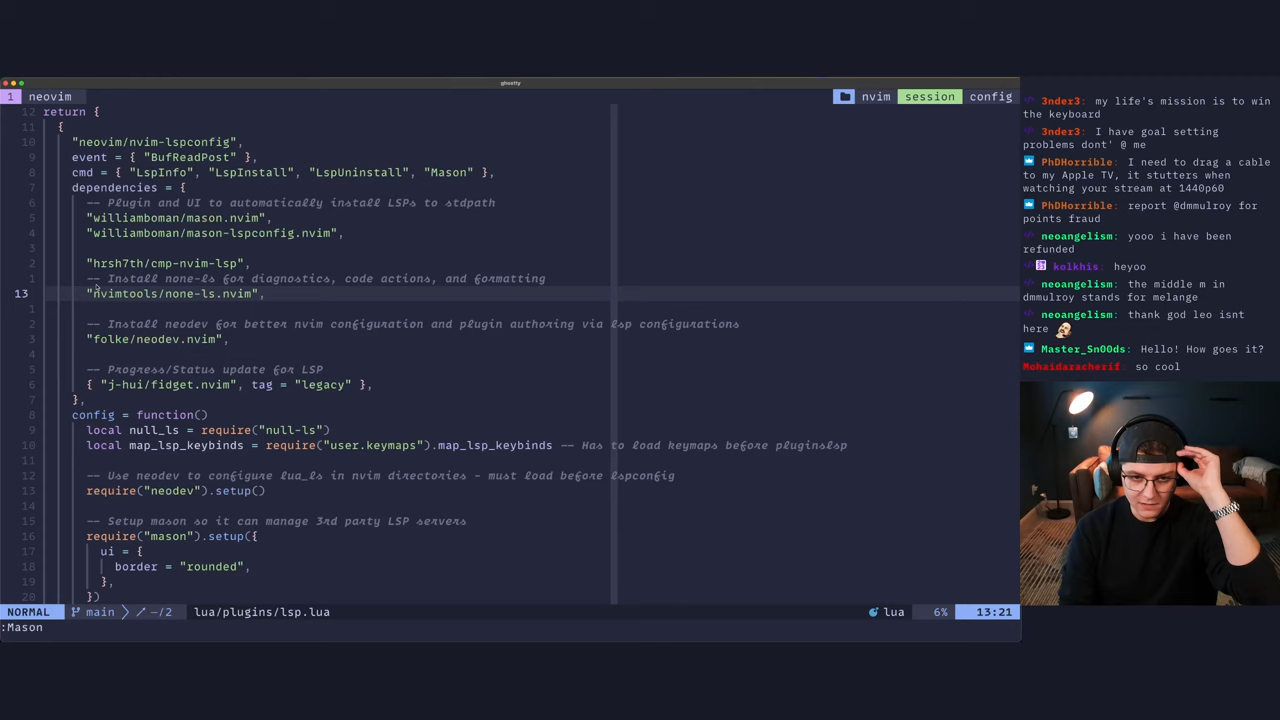 ghostty
1 neovim
nvim session config
12 return {
11 {
10 "neovim/nvim-lspconfig",
9 event = { "BufReadPost" },
8 cmd = { "LspInfo", "LspInstall", "LspUninstall", "Mason" },
7 dependencies = {
6 -- Plugin and UI to automatically install LSPs to stdpath
5 "williamboman/mason.nvim",
4 "williamboman/mason-lspconfig.nvim",
3
2 "hrsh7th/cmp-nvim-lsp",
1 -- Install none-ls for diagnostics, code actions, and formatting
13 "nvimtools/none-ls.nvim",
1
2 -- Install neodev for better nvim configuration and plugin authoring via lsp configurations
3 "folke/neodev.nvim",
4
5 -- Progress/Status update for LSP
6 { "j-hui/fidget.nvim", tag = "legacy" },
7 },
8 config = function()
9 local null_ls = require("null-ls")
10 local map_lsp_keybinds = require("user.keymaps").map_lsp_keybinds -- Has to load keymaps before pluginslsp
11
12 -- Use neodev to configure lua_ls in nvim directories - must load before lspconfig
13 require("neodev").setup()
14
15 -- Setup mason so it can manage 3rd party LSP servers
16 require("mason").setup({
17 ui = {
18 border = "rounded",
19 },
20 })
NORMAL main −/2 lua/plugins/lsp.lua lua 6% 13:21
:Mason
3nder3: my life's mission is to win
the keyboard
3nder3: I have goal setting
problems dont' @ me
PhDHorrible: I need to drag a cable
to my Apple TV, it stutters when
watching your stream at 1440p60
PhDHorrible: report @dmmulroy for
points fraud
neoangelism: yooo i have been
refunded
kolkhis: heyoo
neoangelism: the middle m in
dmmulroy stands for melange
neoangelism: thank god leo isnt
here
Master_Sn00ds: Hello! How goes it?
Mohaidaracherif: so cool